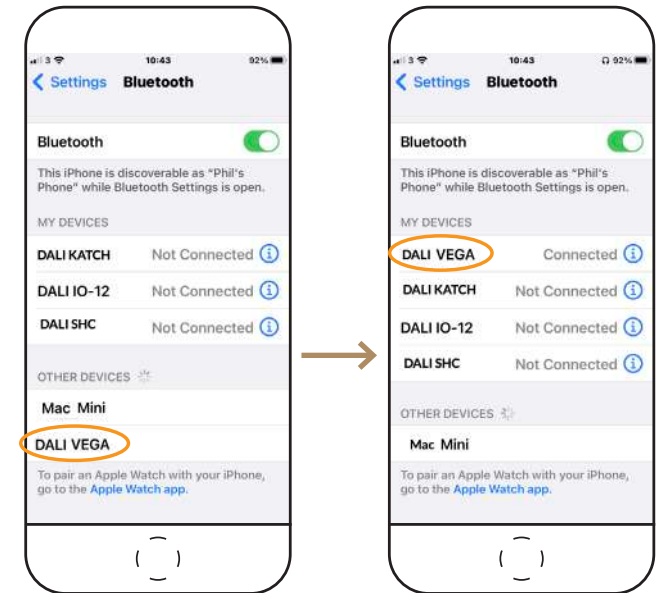 3 10:43 92%
Settings Bluetooth
Bluetooth
This iPhone is discoverable as "Phil's
Phone" while Bluetooth Settings is open.
MY DEVICES
DALI KATCH Not Connected
DALI IO-12 Not Connected
DALI SHC Not Connected
OTHER DEVICES
Mac Mini
DALI VEGA
To pair an Apple Watch with your iPhone,
go to the Apple Watch app.
3 10:43 92%
Settings Bluetooth
Bluetooth
This iPhone is discoverable as "Phil's
Phone" while Bluetooth Settings is open.
MY DEVICES
DALI VEGA Connected
DALI KATCH Not Connected
DALI IO-12 Not Connected
DALI SHC Not Connected
OTHER DEVICES
Mac Mini
To pair an Apple Watch with your iPhone,
go to the Apple Watch app.